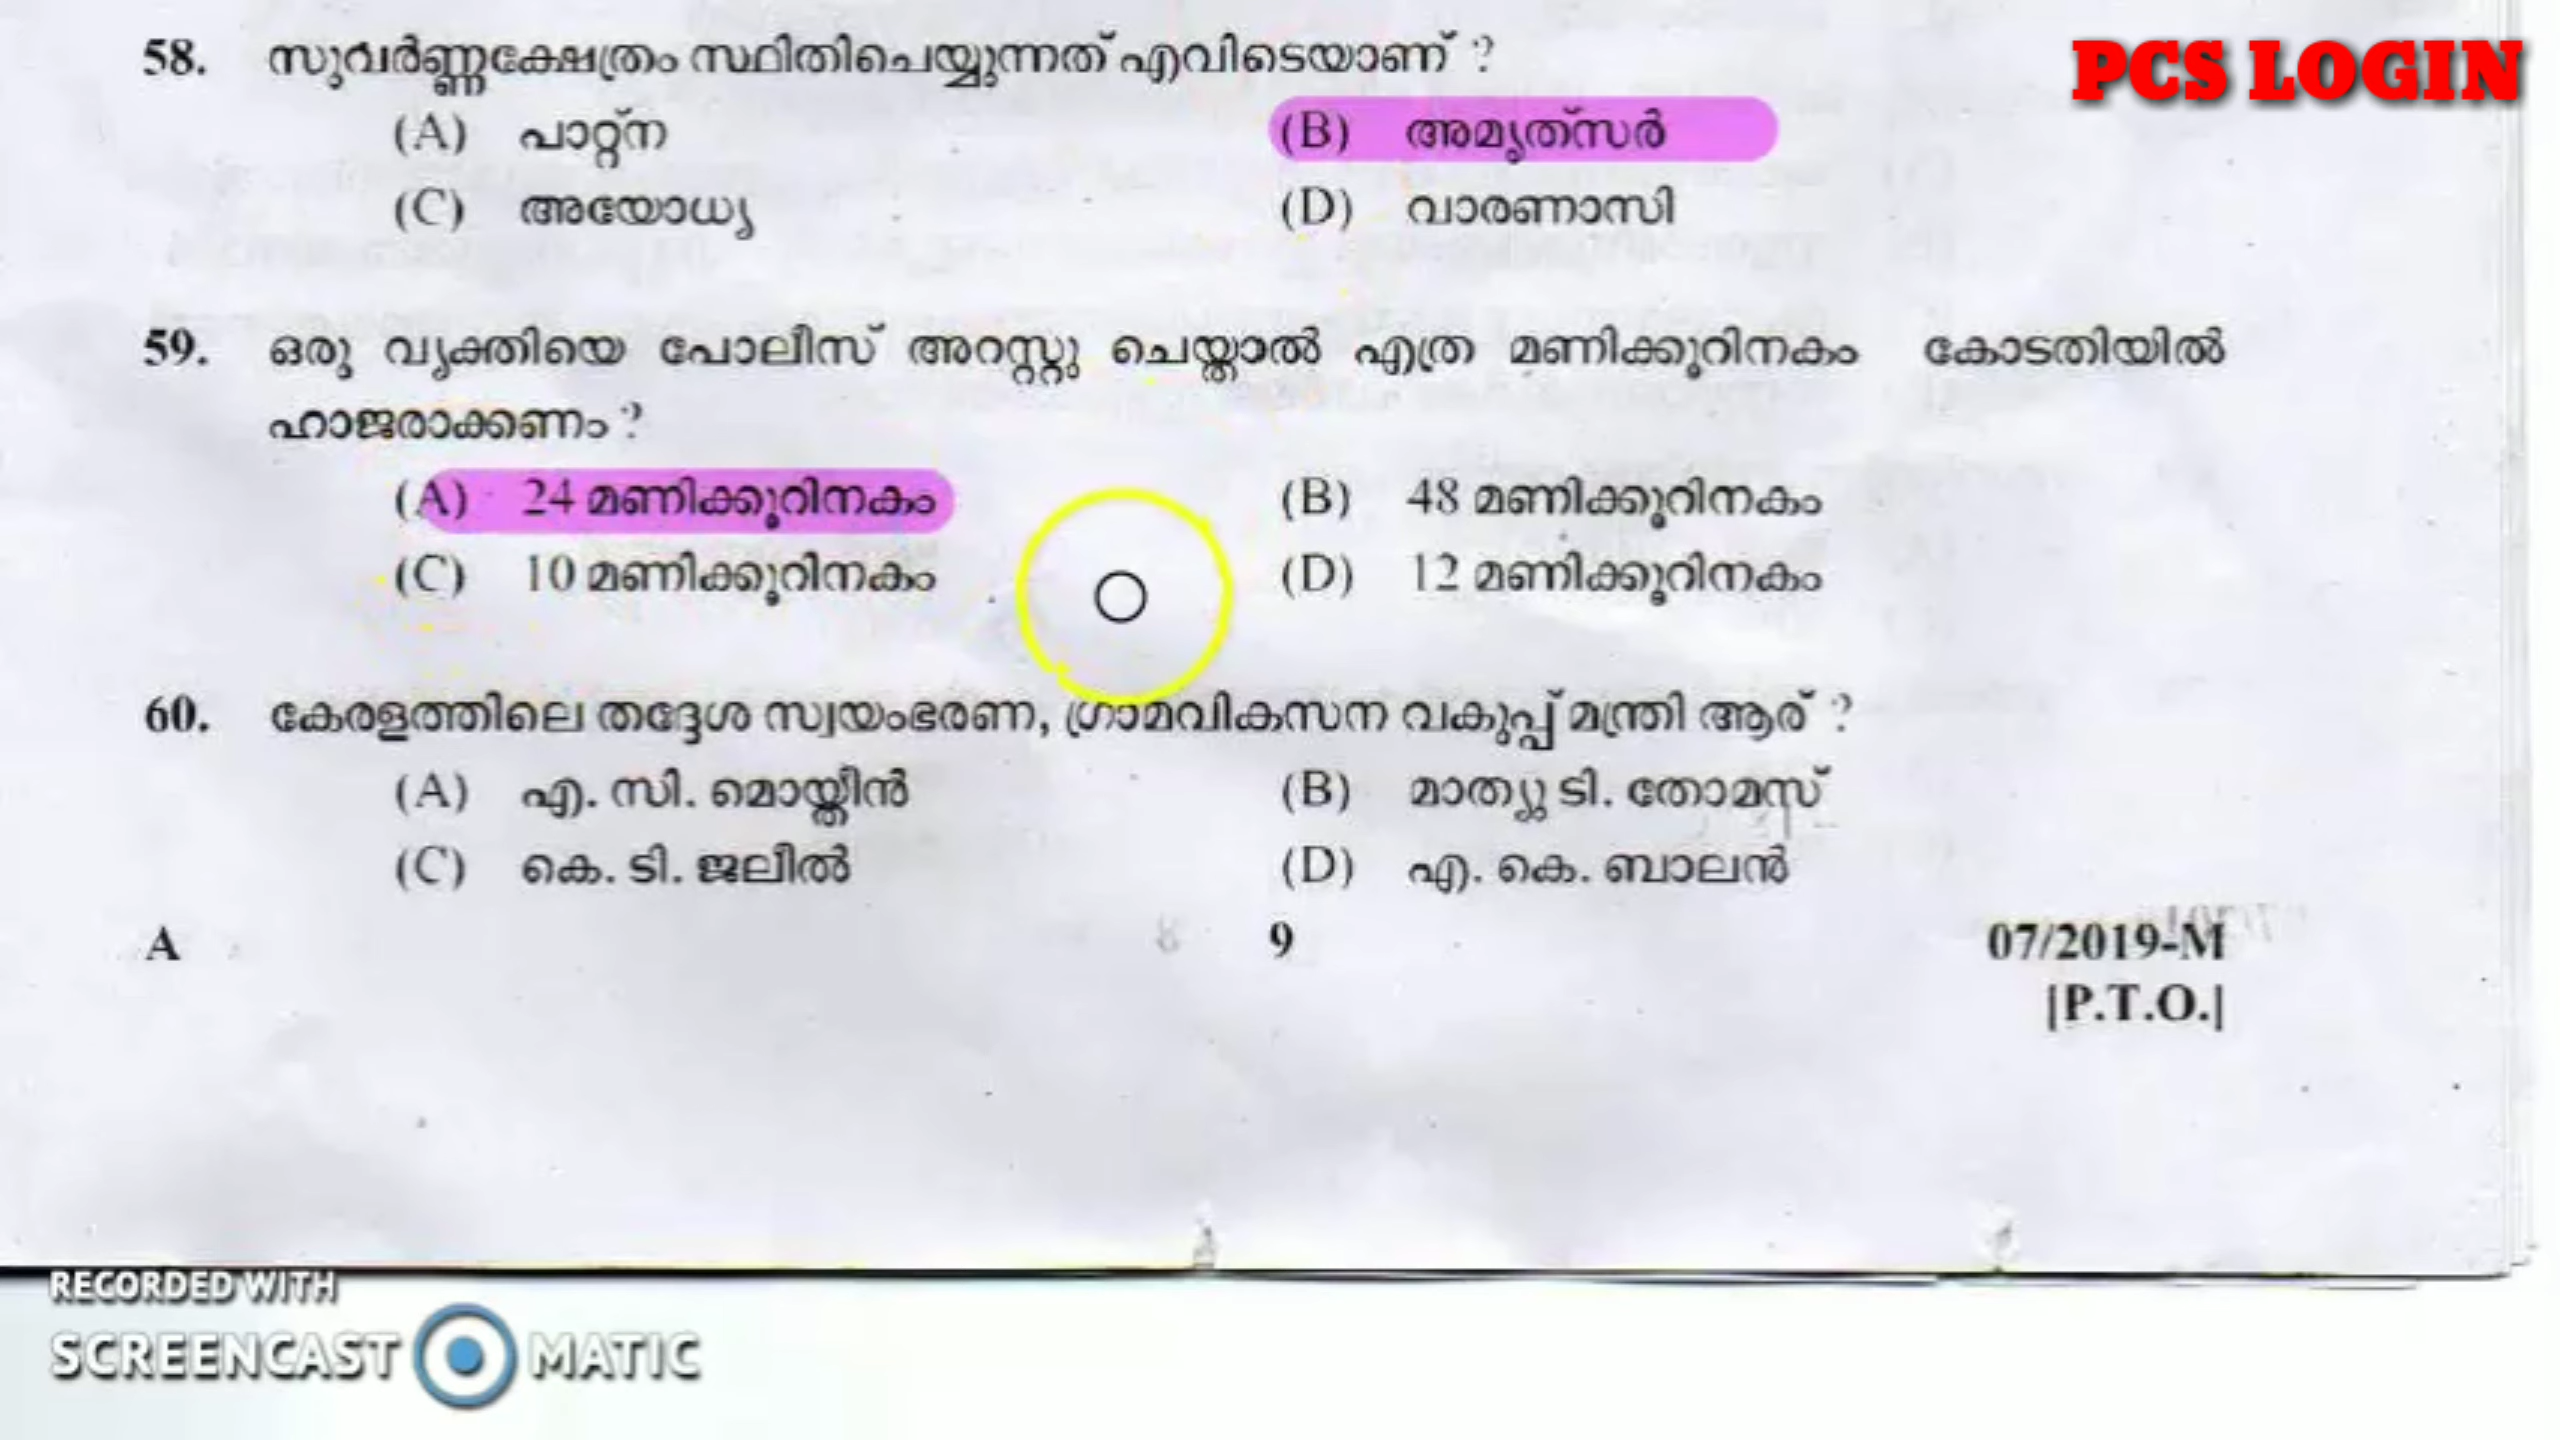 PCS LOGIN
58. സുവർണ്ണക്ഷേത്രം സ്ഥിതിചെയ്യുന്നത് എവിടെയാണ് ?
(A) പാറ്റ്ന (B) അമൃത്സർ
(C) അയോധ്യ (D) വാരണാസി
59. ഒരു വ്യക്തിയെ പോലീസ് അറസ്റ്റു ചെയ്താൽ എത്ര മണിക്കൂറിനകം കോടതിയിൽ
ഹാജരാക്കണം ?
(A) 24 മണിക്കൂറിനകം (B) 48 മണിക്കൂറിനകം
(C) 10 മണിക്കൂറിനകം (D) 12 മണിക്കൂറിനകം
60. കേരളത്തിലെ തദ്ദേശ സ്വയംഭരണ, ഗ്രാമവികസന വകുപ്പ് മന്ത്രി ആര് ?
(A) എ. സി. മൊയ്തീൻ (B) മാത്യു ടി. തോമസ്
(C) കെ. ടി. ജലീൽ (D) എ. കെ. ബാലൻ
A 9 07/2019-M
[P.T.O.]
RECORDED WITH
SCREENCAST MATIC